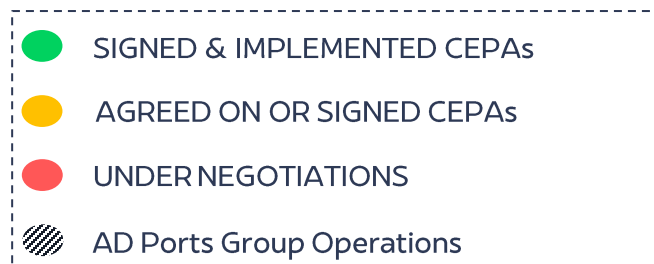 SIGNED & IMPLEMENTED CEPAs
AGREED ON OR SIGNED CEPAs
UNDER NEGOTIATIONS
AD Ports Group Operations